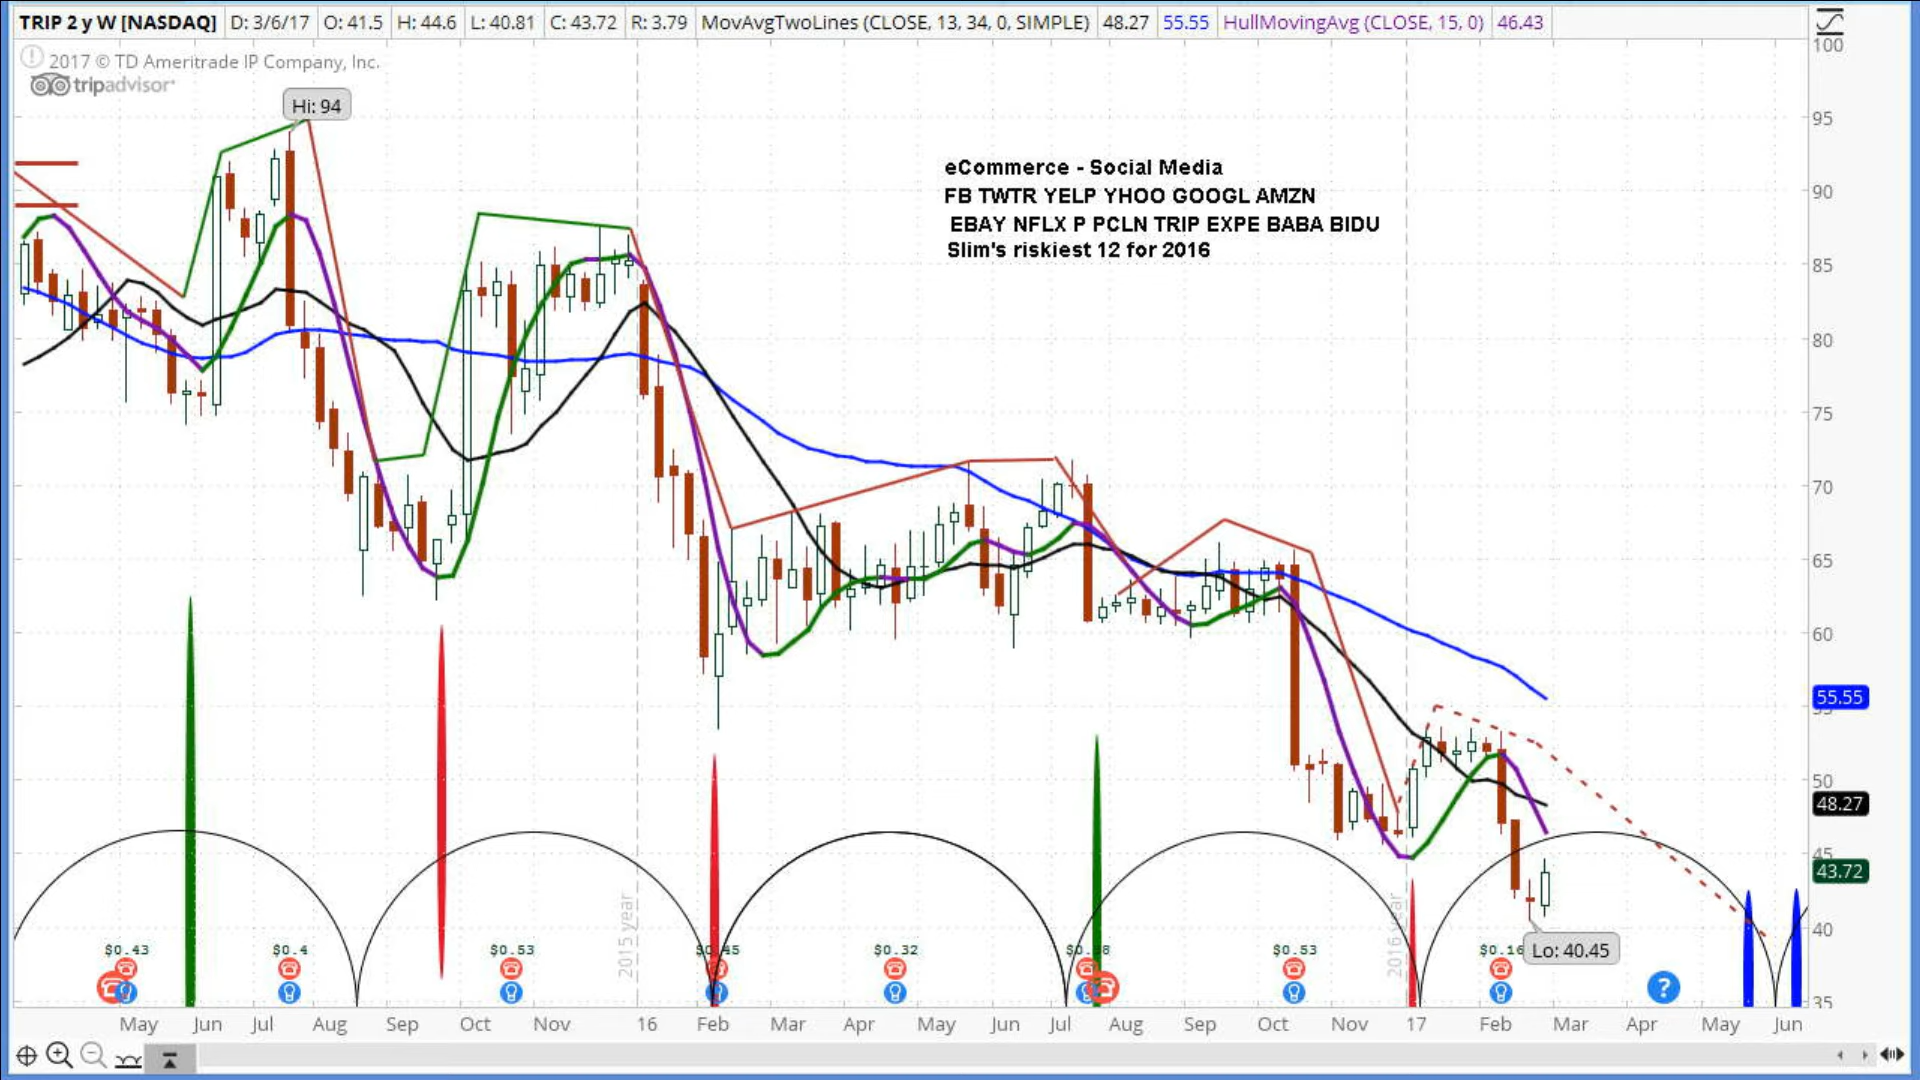 TRIP 2 y W [NASDAQ] D: 3/6/17 O: 41.5 H: 44.6 L: 40.81 C: 43.72 R: 3.79 MovAvgTwoLines (CLOSE, 13, 34, 0, SIMPLE) 48.27 55.55 HullMovingAvg (CLOSE, 15, 0) 46.43
2017 © TD Ameritrade IP Company, Inc.
tripadvisor
Hi: 94
eCommerce - Social Media
FB TWTR YELP YHOO GOOGL AMZN
EBAY NFLX P PCLN TRIP EXPE BABA BIDU
Slim's riskiest 12 for 2016
100
95
90
85
80
75
70
65
60
55.55
50
48.27
45
43.72
40
35
2015 year
2016 year
Lo: 40.45
$0.43 $0.4 $0.53 $0.32 $0.53 $0.16
?
May Jun Jul Aug Sep Oct Nov 16 Feb Mar Apr May Jun Jul Aug Sep Oct Nov 17 Feb Mar Apr May Jun